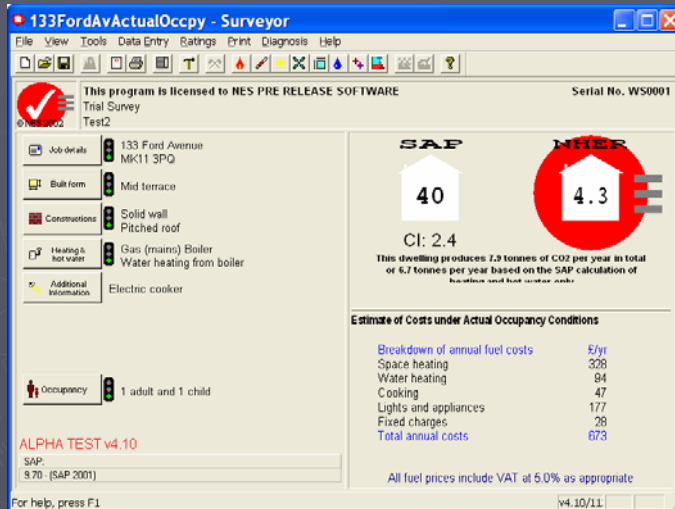 133FordAvActualOccpy - Surveyor
File View Tools Data Entry Ratings Print Diagnosis Help
This program is licensed to NES PRE RELEASE SOFTWARE
Serial No. WS0001
Trial Survey
© NES 2002
Test2
Job details
133 Ford Avenue
MK11 3PQ
Built form
Mid terrace
Constructions
Solid wall
Pitched roof
Heating & hot water
Gas (mains) Boiler
Water heating from boiler
Additional Information
Electric cooker
Occupancy
1 adult and 1 child
ALPHA TEST v4.10
SAP:
9.70 - (SAP 2001)
SAP
40
CI: 2.4
NHER
4.3
This dwelling produces 7.9 tonnes of CO2 per year in total
or 6.7 tonnes per year based on the SAP calculation of
heating and hot water only
Estimate of Costs under Actual Occupancy Conditions
Breakdown of annual fuel costs £/yr
Space heating 328
Water heating 94
Cooking 47
Lights and appliances 177
Fixed charges 28
Total annual costs 673
All fuel prices include VAT at 5.0% as appropriate
For help, press F1
v4.10/11